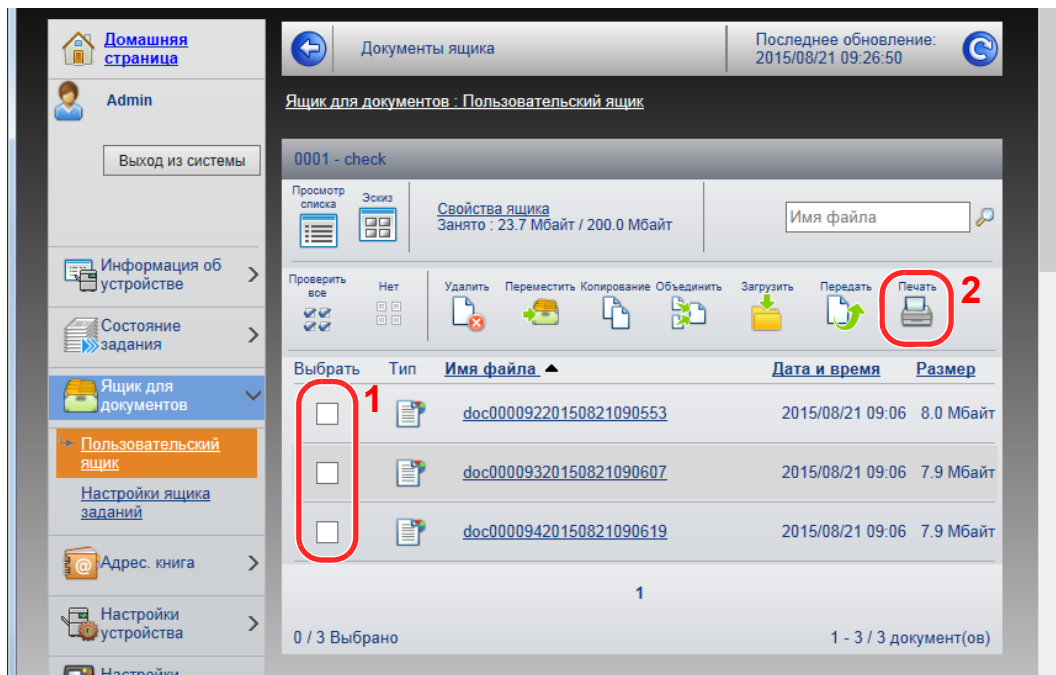 Домашняя
страница
Admin
Выход из системы
Информация об
устройстве
Состояние
задания
Ящик для
документов
Пользовательский
ящик
Настройки ящика
заданий
Адрес. книга
Настройки
устройства
Настройки
Документы ящика
Последнее обновление:
2015/08/21 09:26:50
Ящик для документов : Пользовательский ящик
0001 - check
Просмотр
списка
Эскиз
Свойства ящика
Занято : 23.7 Мбайт / 200.0 Мбайт
Имя файла
Проверить
все
Нет
Удалить Переместить Копирование Объединить Загрузить Передать Печать 2
Выбрать Тип Имя файла Дата и время Размер
1
doc00009220150821090553 2015/08/21 09:06 8.0 Мбайт
doc00009320150821090607 2015/08/21 09:06 7.9 Мбайт
doc00009420150821090619 2015/08/21 09:06 7.9 Мбайт
1
0 / 3 Выбрано 1 - 3 / 3 документ(ов)